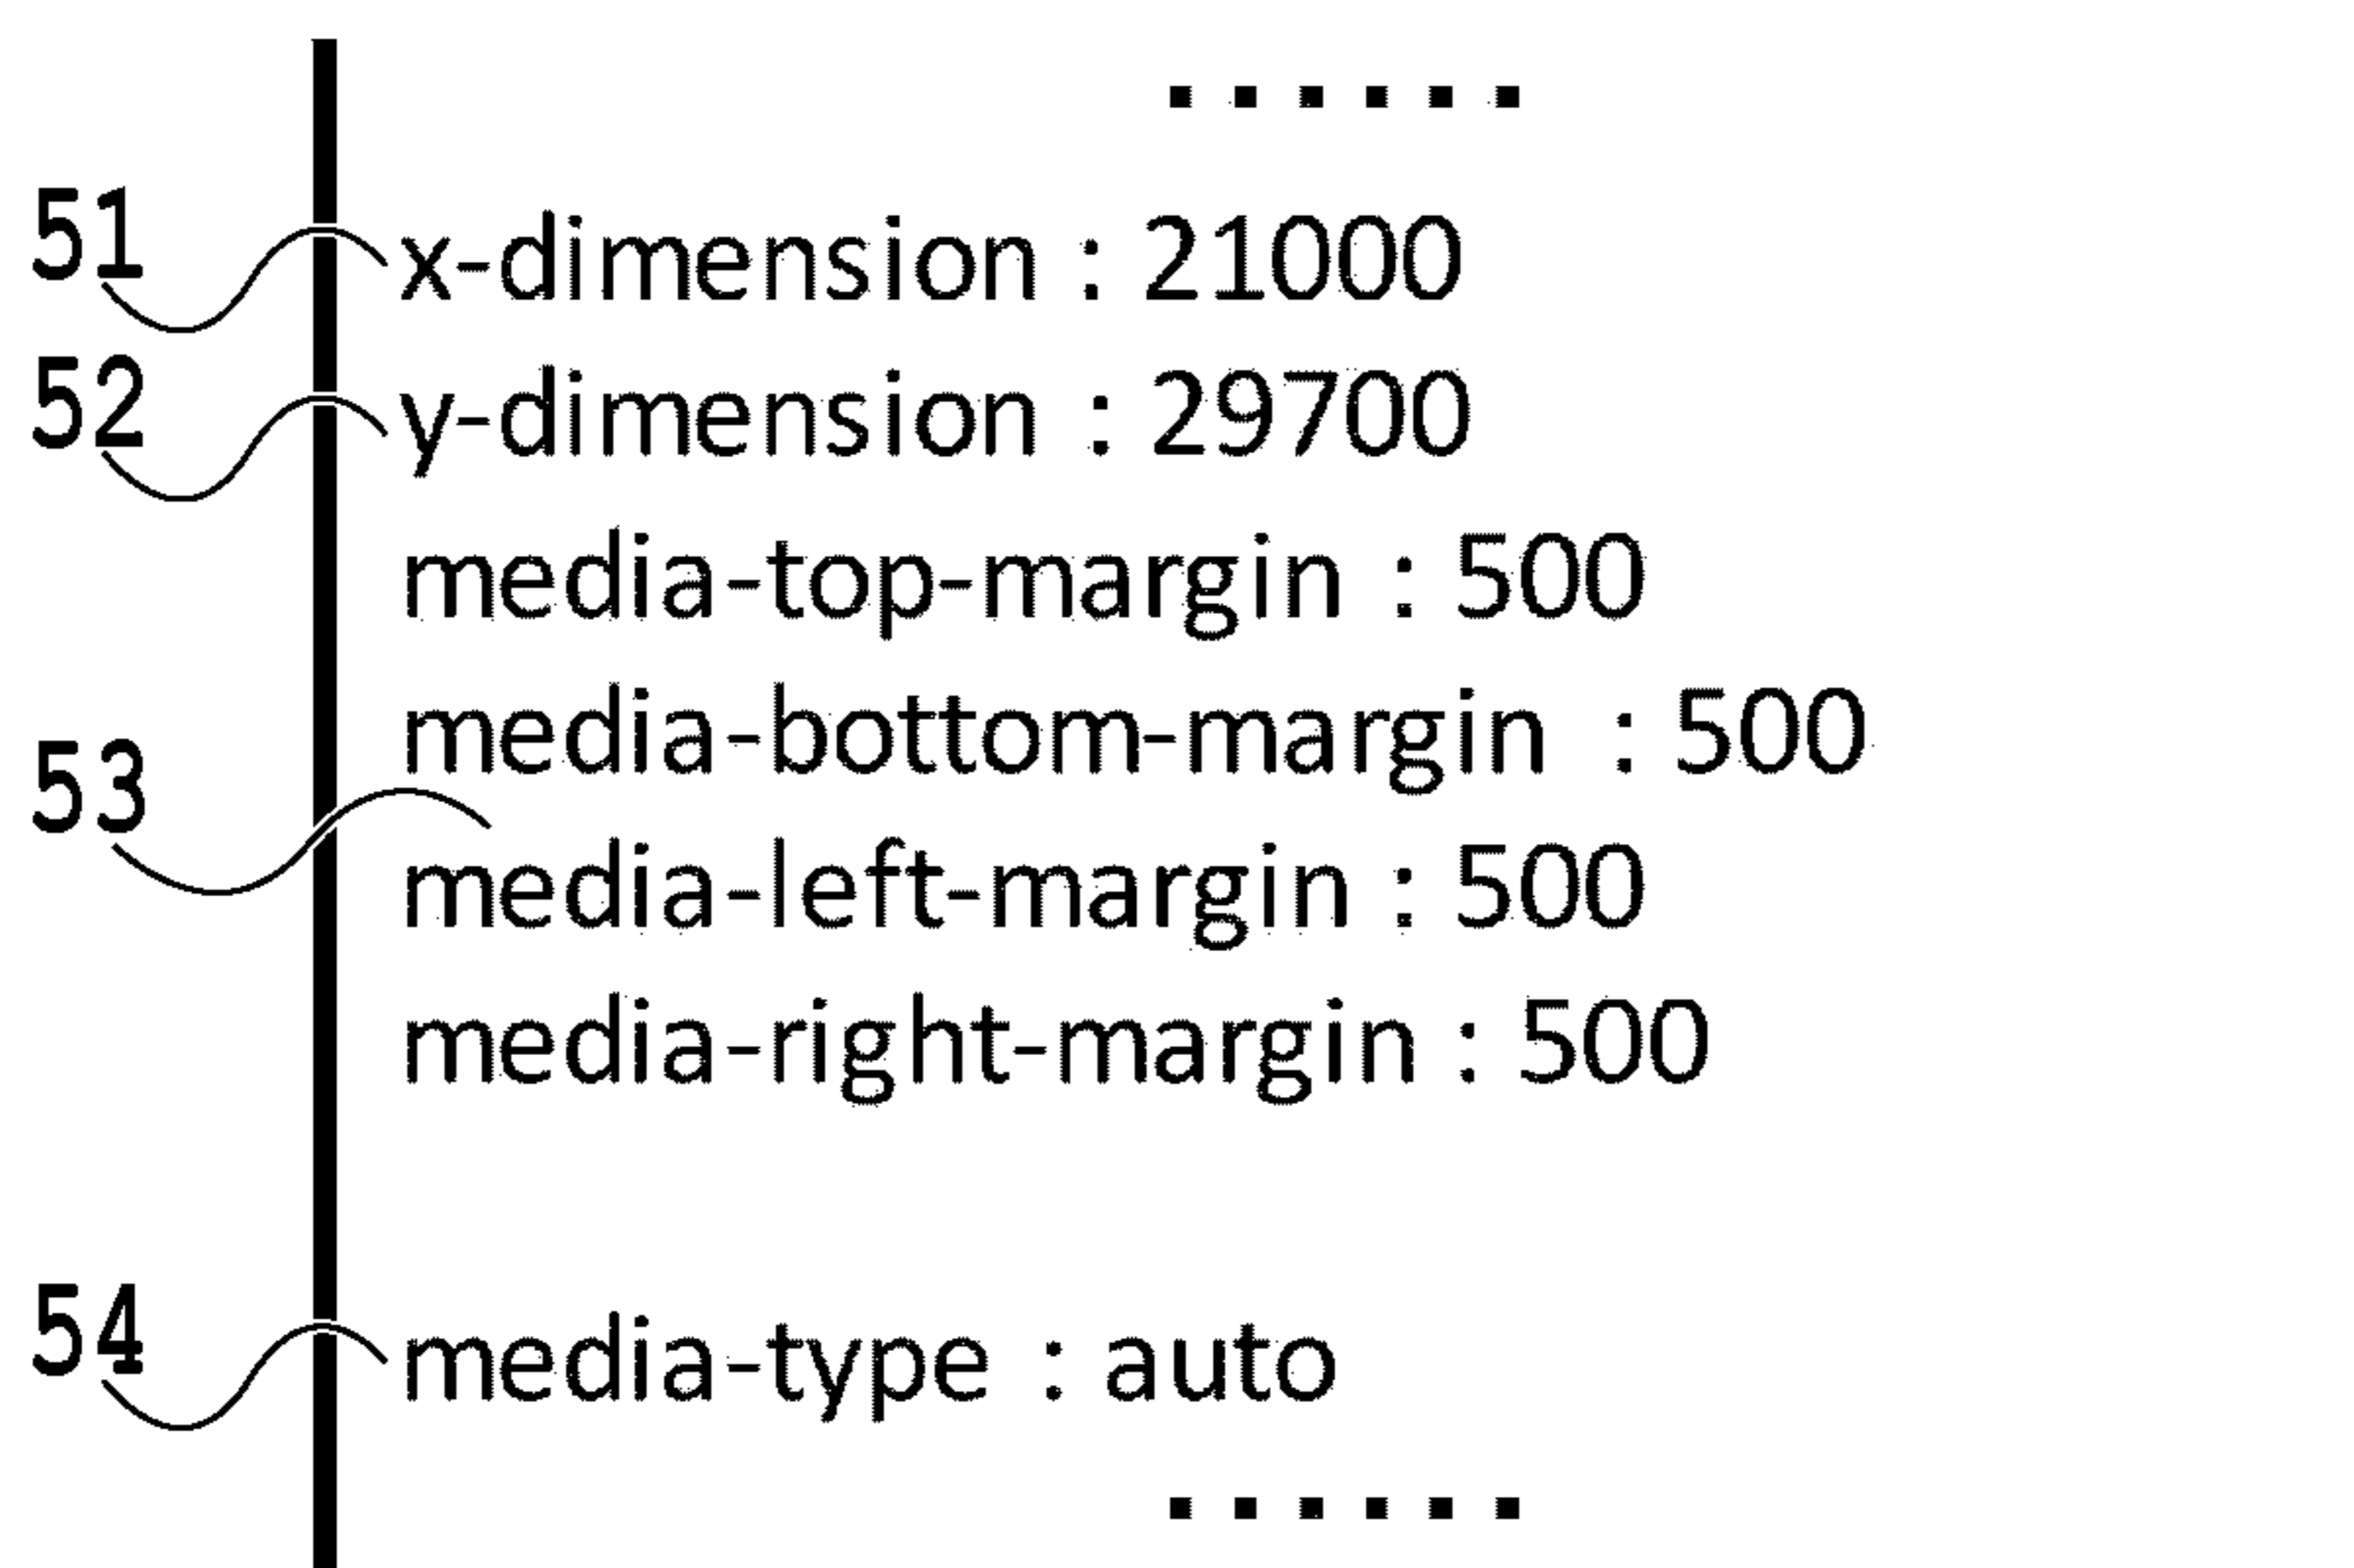 ......
51 x-dimension : 21000
52 y-dimension : 29700
media-top-margin : 500
media-bottom-margin : 500
53
media-left-margin : 500
media-right-margin : 500
54 media-type : auto
......